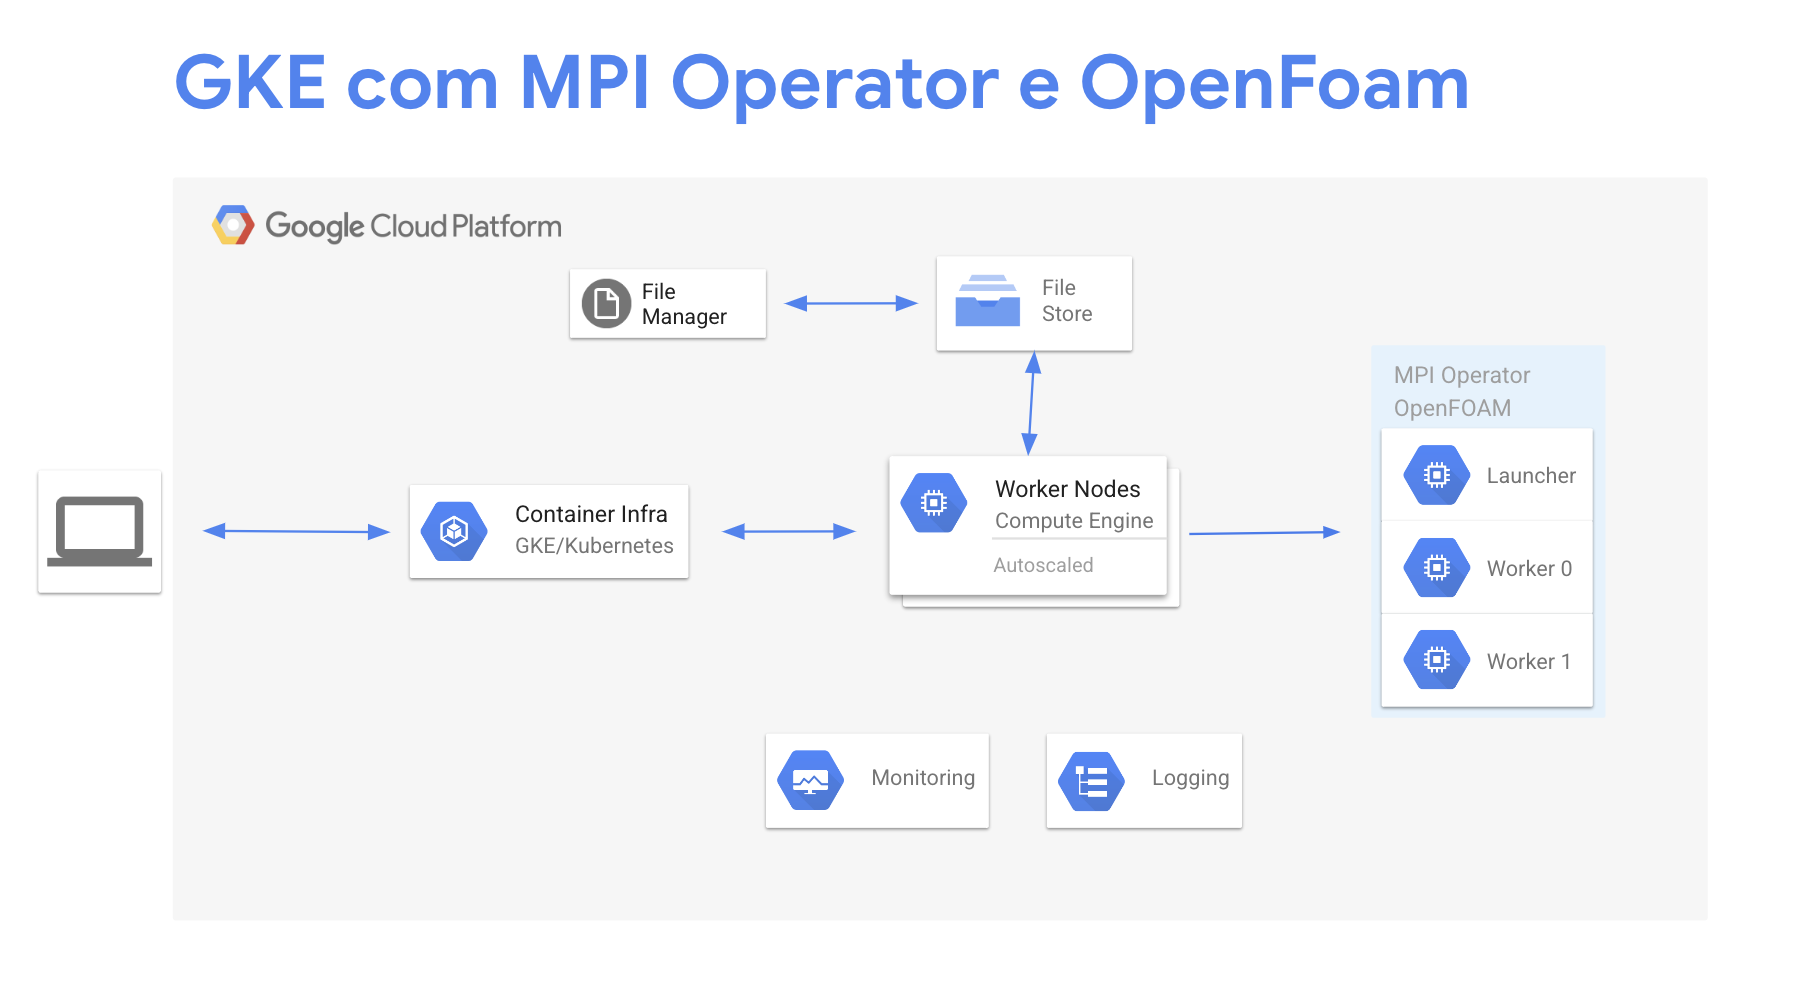 GKE com MPI Operator e OpenFoam
Google Cloud Platform
File
Manager
File
Store
MPI Operator
OpenFOAM
Launcher
Worker 0
Worker 1
Container Infra
GKE/Kubernetes
Worker Nodes
Compute Engine
Autoscaled
Monitoring
Logging